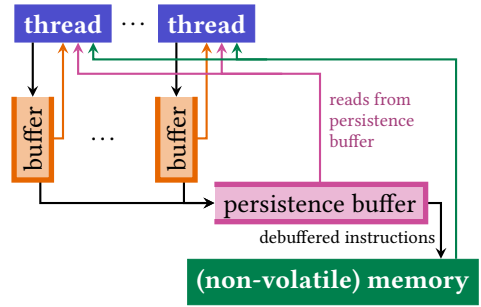 thread ... thread
buffer ... buffer
reads from
persistence
buffer
persistence buffer
debuffered instructions
(non-volatile) memory